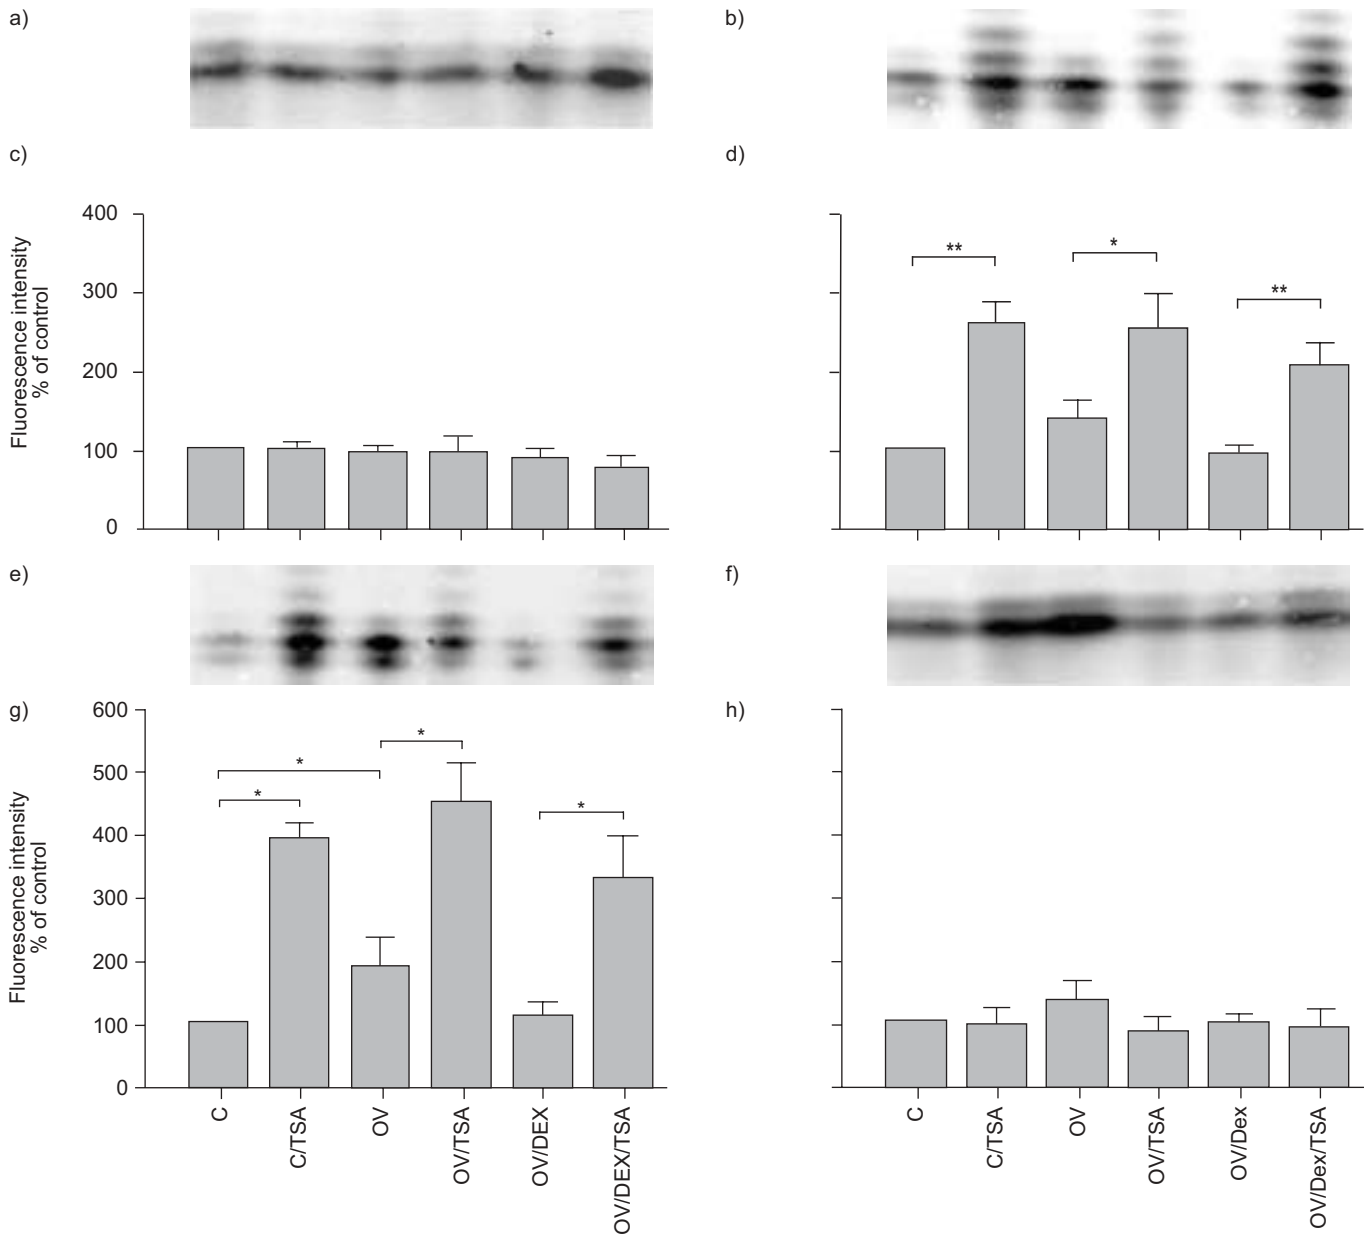 a)
b)
c)
d)
400
300
200
100
0
Fluorescence intensity
% of control
**
*
**
e)
f)
g)
h)
600
500
400
300
200
100
0
Fluorescence intensity
% of control
*
*
*
*
C
C/TSA
OV
OV/TSA
OV/DEX
OV/DEX/TSA
C
C/TSA
OV
OV/TSA
OV/Dex
OV/Dex/TSA